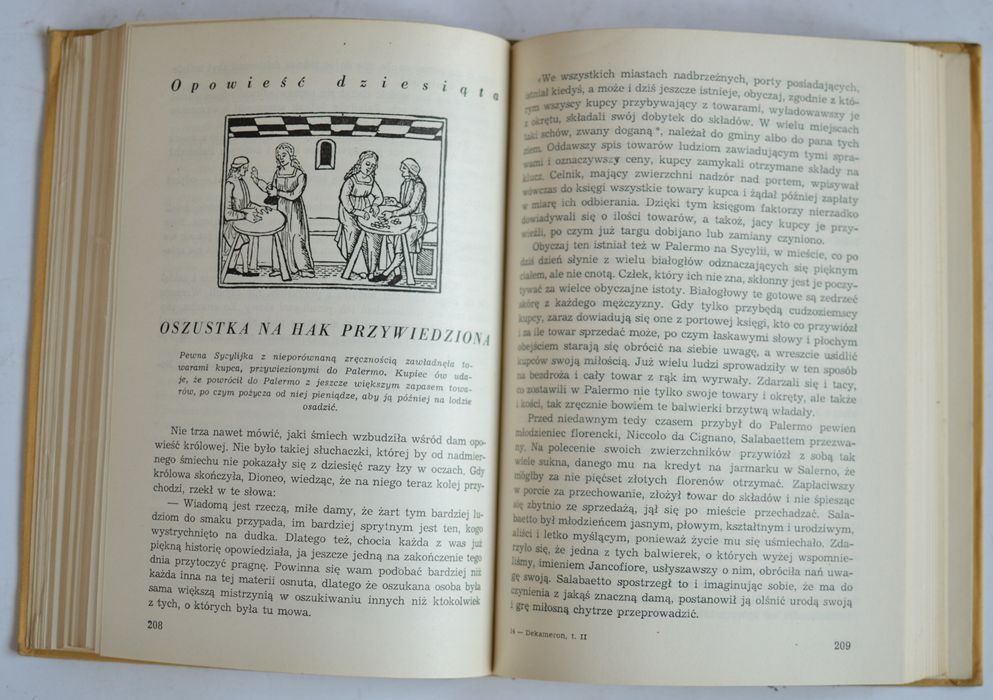 Opowieść dziesiąta
OSZUSTKA NA HAK PRZYWIEDZIONA
Pewna Sycylijka z nieporównaną zręcznością zawładnęła to-
warami kupca, przywiezionymi do Palermo. Kupiec ów uda-
je, że powrócił do Palermo z jeszcze większym zapasem towa-
rów, po czym pożycza od niej pieniądze, aby ją później na lodzie
osadzić.
Nie trza nawet mówić, jaki śmiech wzbudziła wśród dam opo-
wieść królowej. Nie było takiej słuchaczki, której by od nadmier-
nego śmiechu nie pokazały się z dziesięć razy łzy w oczach. Gdy
królowa skończyła, Dioneo, wiedząc, że na niego teraz kolej przy-
chodzi, rzekł w te słowa:
— Wiadomą jest rzeczą, miłe damy, że żart tym bardziej lu-
dziom do smaku przypada, im bardziej sprytnym jest ten, kogo
wystrychnięto na dudka. Dlatego też, chocia każda z was już
piękną historię opowiedziała, ja jeszcze jedną na zakończenie tego
dnia przytoczyć pragnę. Powinna się wam podobać bardziej niż
każda inna na tej materii osnuta, dlatego że oszukana osoba była
sama większą mistrzynią w oszukiwaniu innych niż ktokolwiek
z tych, o których była tu mowa.
208
«We wszystkich miastach nadbrzeżnych, porty posiadających,
istniał kiedyś, a może i dziś jeszcze istnieje, obyczaj, zgodnie z któ-
rym wszyscy kupcy przybywający z towarami, wyładowawszy je
z okrętu, składali swój dobytek do składów. W wielu miejscach
taki schów, zwany doganą*, należał do gminy albo do pana tych
ziem. Oddawszy spis towarów ludziom zawiadującym tymi spra-
wami i oznaczywszy ceny, kupcy zamykali otrzymane składy na
klucz. Celnik, mający zwierzchni nadzór nad portem, wpisywał
wówczas do księgi wszystkie towary kupca i żądał później zapłaty
w miarę ich odbierania. Dzięki tym księgom faktorzy nierzadko
dowiadywali się o ilości towarów, a takoż, jacy kupcy je przy-
wieźli, po czym już targu dobijano lub zamiany czyniono.
Obyczaj ten istniał też w Palermo na Sycylii, w mieście, co po
dziś dzień słynie z wielu białogłów odznaczających się pięknym
ciałem, ale nie cnotą. Człek, który ich nie zna, skłonny jest je poczy-
tywać za wielce obyczajne istoty. Białogłowy te gotowe są zedrzeć
skórę z każdego mężczyzny. Gdy tylko przybędą cudzoziemscy
kupcy, zaraz dowiadują się one z portowej księgi, kto co przywiózł
i za ile towar sprzedać może, po czym łaskawymi słowy i płochym
obejściem starają się obrócić na siebie uwagę, a wreszcie usidlić
kupców swoją miłością. Już wielu ludzi sprowadziły w ten sposób
na bezdroża i cały towar z rąk im wyrwały. Zdarzali się i tacy,
co zostawili w Palermo nie tylko swoje towary i okręty, ale także
i kości, tak zręcznie bowiem te balwierki brzytwą władały.
Przed niedawnym tedy czasem przybył do Palermo pewien
młodzieniec florencki, Niccolo da Cignano, Salabaettem przezwa-
ny. Na polecenie swoich zwierzchników przywiózł z sobą tak
wiele sukna, danego mu na kredyt na jarmarku w Salerno, że
mógłby za nie pięćset złotych florenów otrzymać. Zapłaciwszy
w porcie za przechowanie, złożył towar do składów i nie śpiesząc
się zbytnio ze sprzedażą, jął się po mieście przechadzać. Sala-
baetto był młodzieńcem jasnym, płowym, kształtnym i urodziwym,
aliści i letko myślącym, ponieważ życie mu się uśmiechało. Zda-
rzyło się, że jedna z tych balwierek, o których wyżej wspomnie-
liśmy, imieniem Jancofiore, usłyszawszy o nim, obróciła nań uwa-
gę swoją. Salabaetto spostrzegł to i imaginując sobie, że ma do
czynienia z jakąś znaczną damą, postanowił ją olśnić urodą swoją
i grę miłosną chytrze przeprowadzić.
14 — Dekameron, t. II
209